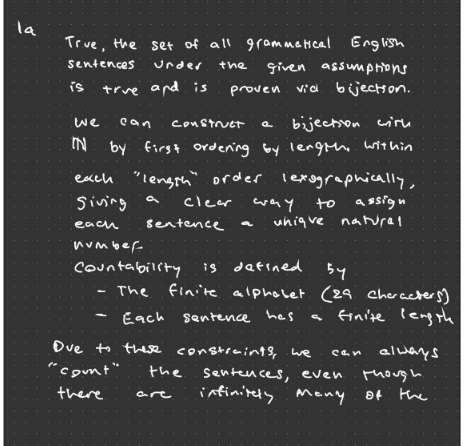 1a
True, the set of all grammatical English
sentences under the given assumptions
is true and is proven via bijection.
We can construct a bijection with
ℕ by first ordering by length. Within
each "length" order lexographically,
giving a clear way to assign
each sentence a unique natural
number.
Countability is defined by
- The finite alphabet (29 characters)
- Each sentence has a finite length
Due to these constraints, we can always
"count" the sentences, even though
there are infinitely many of the